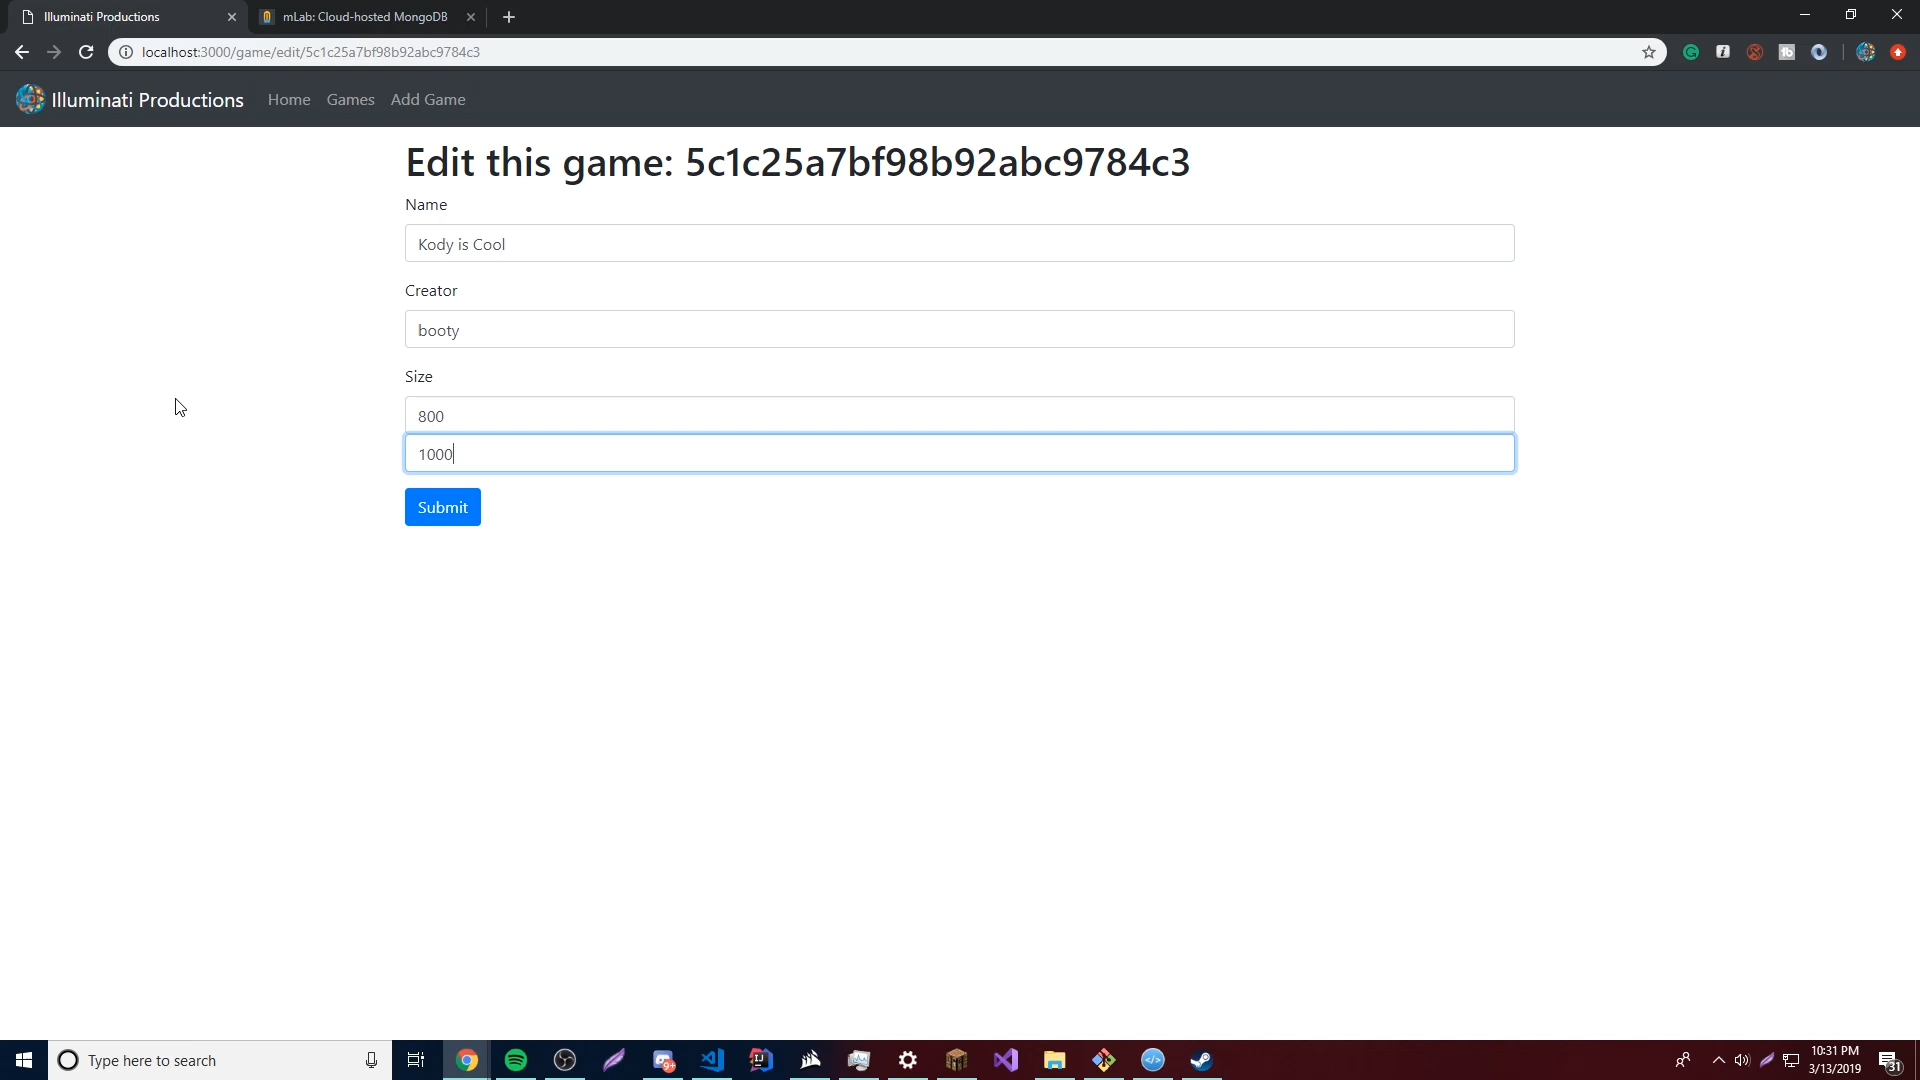 Illuminati Productions
mLab: Cloud-hosted MongoDB
localhost:3000/game/edit/5c1c25a7bf98b92abc9784c3
Illuminati Productions Home Games Add Game
Edit this game: 5c1c25a7bf98b92abc9784c3
Name
Kody is Cool
Creator
booty
Size
800
1000
Submit
Type here to search
9+
10:31 PM
3/13/2019
31